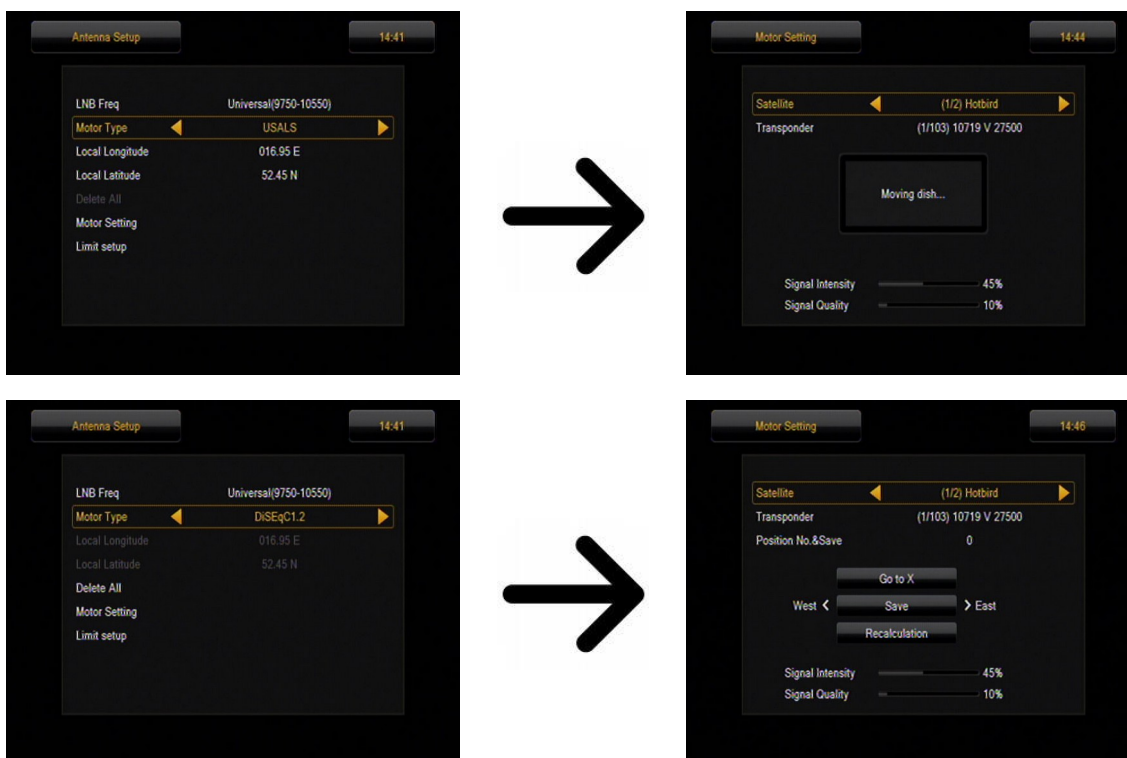 Antenna Setup 14:41
LNB Freq Universal(9750-10550)
Motor Type USALS
Local Longitude 016.95 E
Local Latitude 52.45 N
Delete All
Motor Setting
Limit setup
Motor Setting 14:44
Satellite (1/2) Hotbird
Transponder (1/103) 10719 V 27500
Moving dish...
Signal Intensity 45%
Signal Quality 10%
Antenna Setup 14:41
LNB Freq Universal(9750-10550)
Motor Type DiSEqC1.2
Local Longitude 016.95 E
Local Latitude 52.45 N
Delete All
Motor Setting
Limit setup
Motor Setting 14:46
Satellite (1/2) Hotbird
Transponder (1/103) 10719 V 27500
Position No.&Save 0
Go to X
West < Save > East
Recalculation
Signal Intensity 45%
Signal Quality 10%